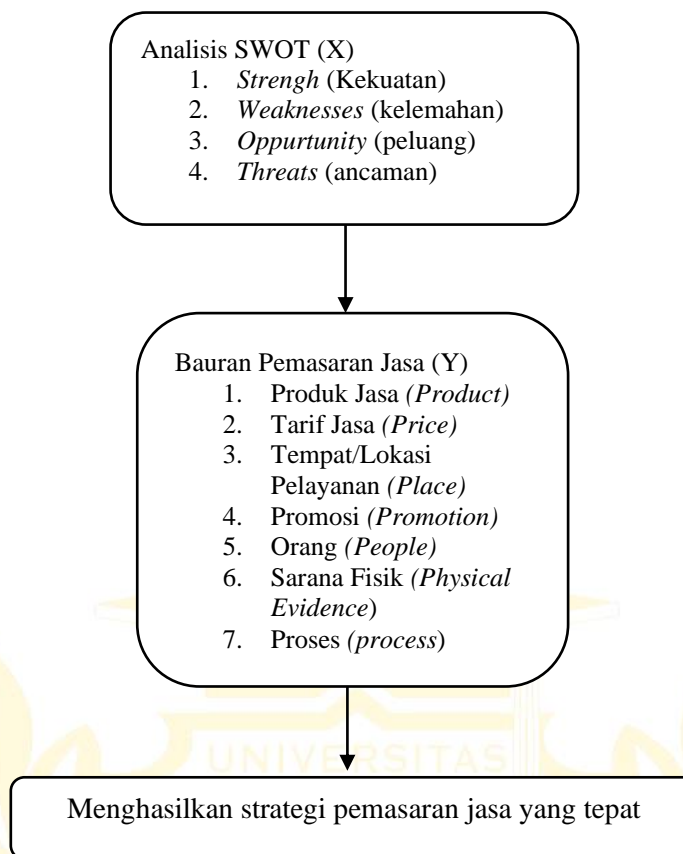 Analisis SWOT (X)
1. Strengh (Kekuatan)
2. Weaknesses (kelemahan)
3. Oppurtunity (peluang)
4. Threats (ancaman)
Bauran Pemasaran Jasa (Y)
1. Produk Jasa (Product)
2. Tarif Jasa (Price)
3. Tempat/Lokasi
Pelayanan (Place)
4. Promosi (Promotion)
5. Orang (People)
6. Sarana Fisik (Physical
Evidence)
7. Proses (process)
UNIVERSITAS
Menghasilkan strategi pemasaran jasa yang tepat